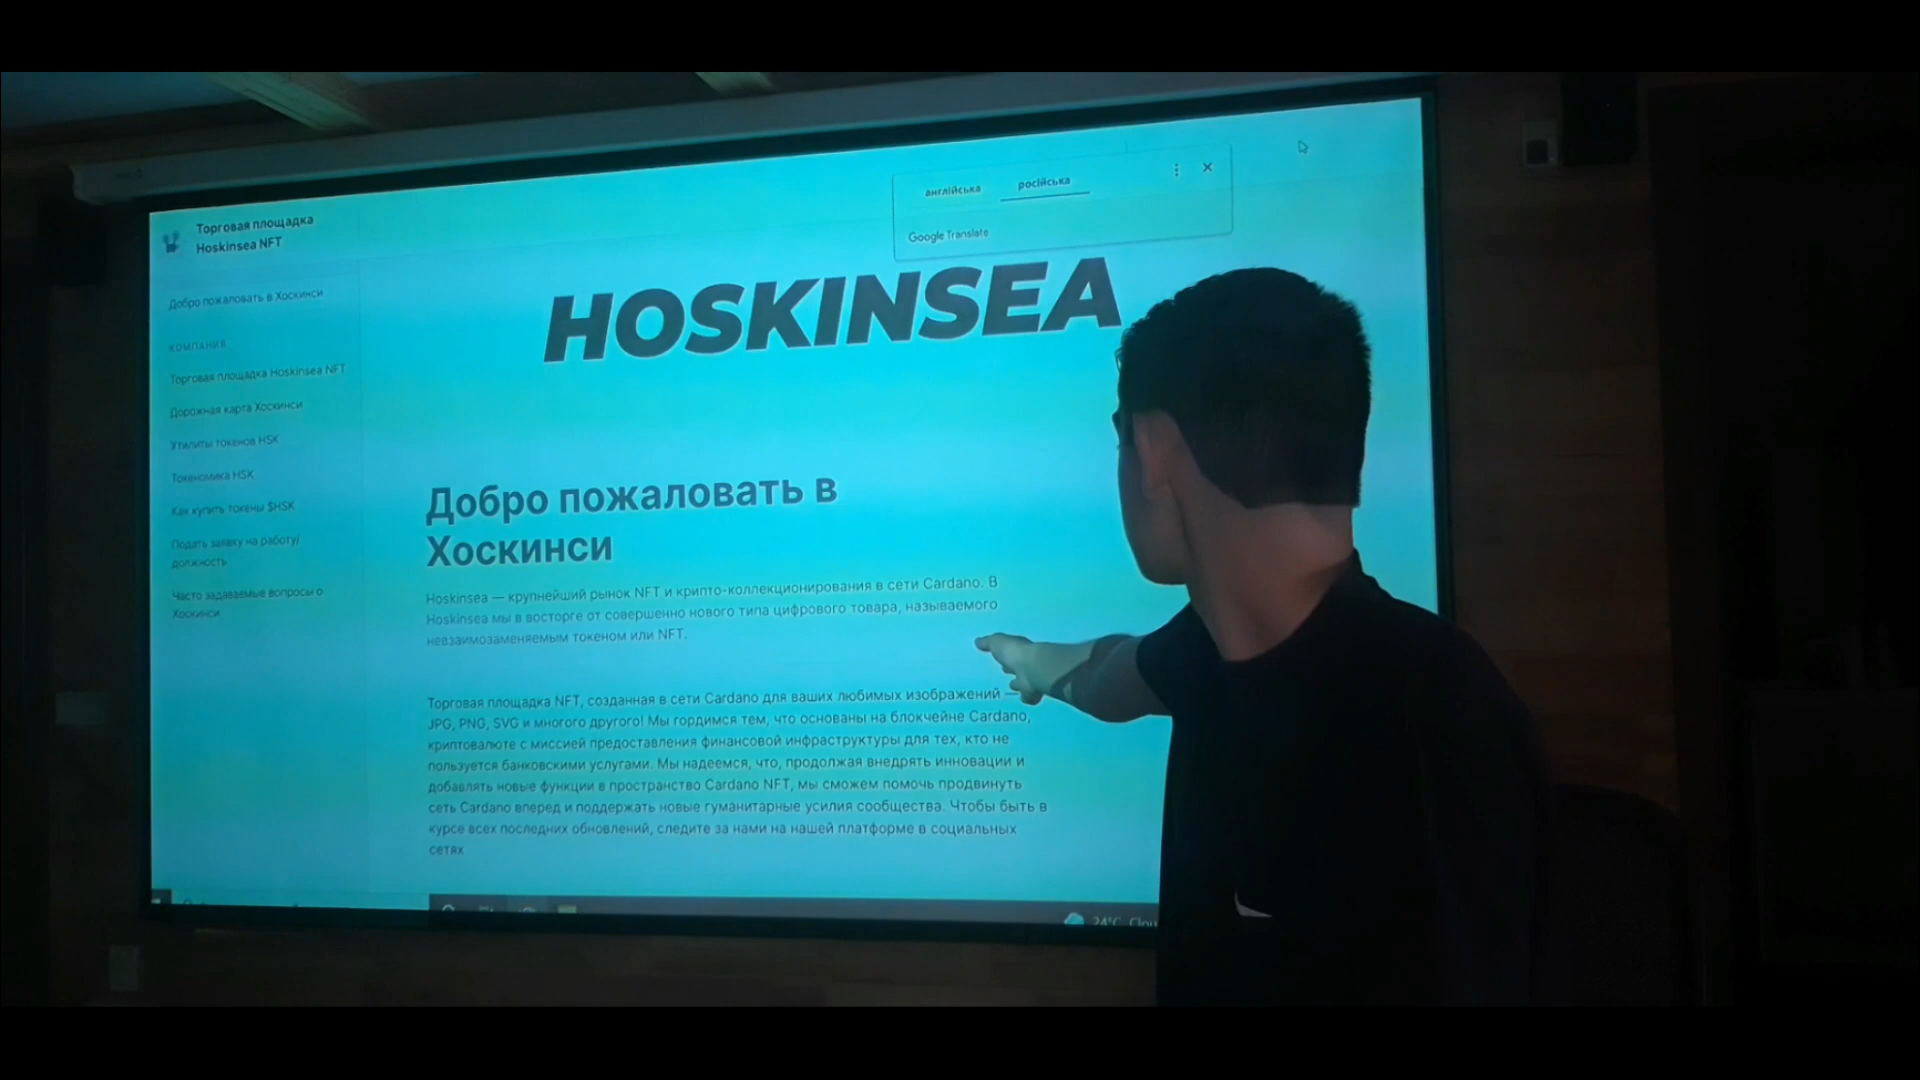 Торговая площадка
Hoskinsea NFT
англійська російська
Google Translate
HOSKINSEA
Добро пожаловать в Хоскинси
КОМПАНИЯ
Торговая площадка Hoskinsea NFT
Дорожная карта Хоскинси
Утилиты токенов HSK
Токеномика HSK
Как купить токены $HSK
Подать заявку на работу/
должность
Часто задаваемые вопросы о
Хоскинси
Добро пожаловать в
Хоскинси
Hoskinsea — крупнейший рынок NFT и крипто-коллекционирования в сети Cardano. В
Hoskinsea мы в восторге от совершенно нового типа цифрового товара, называемого
невзаимозаменяемым токеном или NFT.
Торговая площадка NFT, созданная в сети Cardano для ваших любимых изображений —
JPG, PNG, SVG и многого другого! Мы гордимся тем, что основаны на блокчейне Cardano,
криптовалюте с миссией предоставления финансовой инфраструктуры для тех, кто не
пользуется банковскими услугами. Мы надеемся, что, продолжая внедрять инновации и
добавлять новые функции в пространство Cardano NFT, мы сможем помочь продвинуть
сеть Cardano вперед и поддержать новые гуманитарные усилия сообщества. Чтобы быть в
курсе всех последних обновлений, следите за нами на нашей платформе в социальных
сетях
24°C Clou